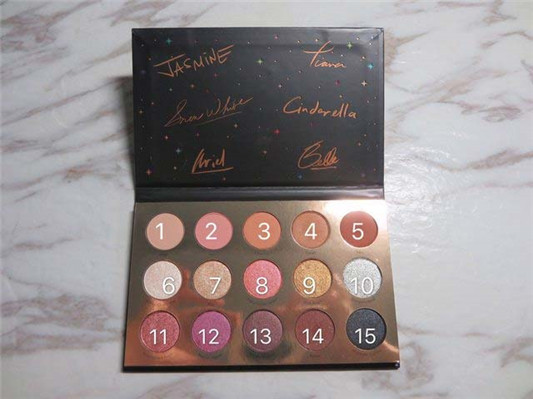 JASMINE Tiana
Snow White Cinderella
Ariel Belle
1 2 3 4 5
6 7 8 9 10
11 12 13 14 15